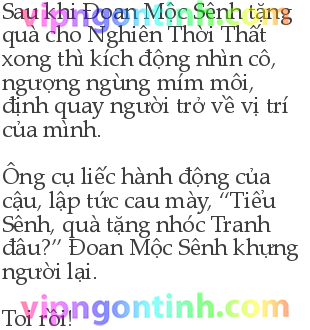 Sau khi Đoan Mộc Sênh tặng
vipngontinh.com
quà cho Nghiên Thời Thất
xong thì kích động nhìn cô,
ngượng ngùng mím môi,
định quay người trở về vị trí
của mình.
Ông cụ liếc hành động của
cậu, lập tức cau mày, “Tiểu
Sênh, quà tặng nhóc Tranh
đâu?” Đoan Mộc Sênh khựng
người lại.
vipngontinh.com
Toi rồi!